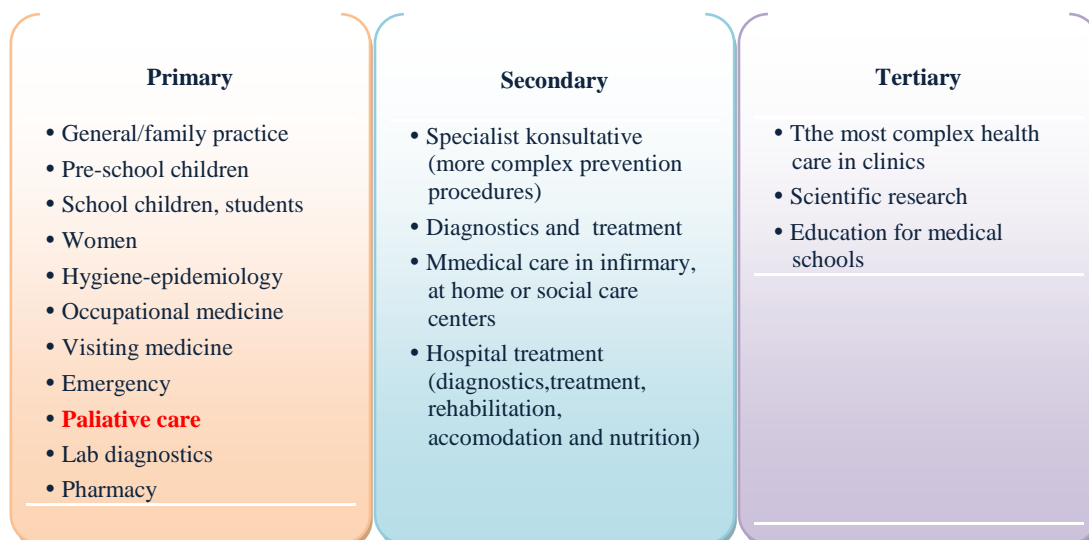 Primary
• General/family practice
• Pre-school children
• School children, students
• Women
• Hygiene-epidemiology
• Occupational medicine
• Visiting medicine
• Emergency
• Paliative care
• Lab diagnostics
• Pharmacy
Secondary
• Specialist konsultative
(more complex prevention
procedures)
• Diagnostics and treatment
• Mmedical care in infirmary,
at home or social care
centers
• Hospital treatment
(diagnostics,treatment,
rehabilitation,
accomodation and nutrition)
Tertiary
• Tthe most complex health
care in clinics
• Scientific research
• Education for medical
schools